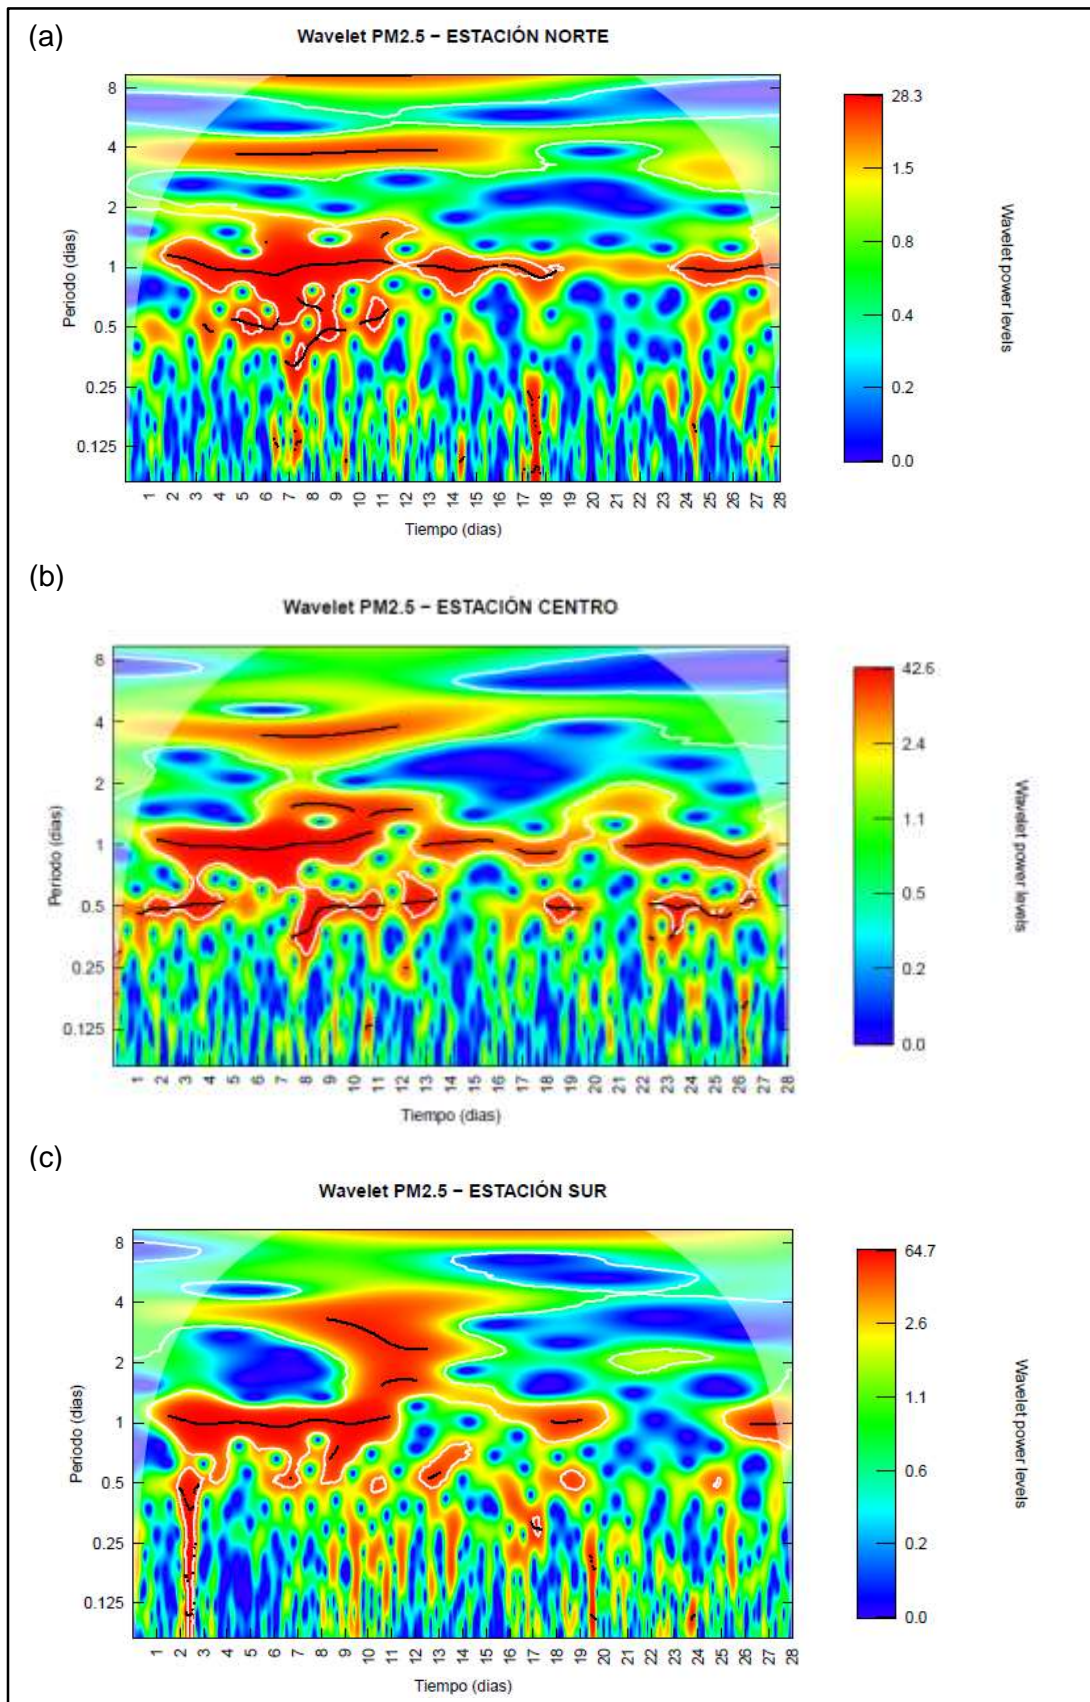 (a)
Wavelet PM2.5 − ESTACIÓN NORTE
8
4
2
1
0.5
0.25
0.125
Periodo (dias)
1 2 3 4 5 6 7 8 9 10 11 12 13 14 15 16 17 18 19 20 21 22 23 24 25 26 27 28
Tiempo (dias)
28.3
1.5
0.8
0.4
0.2
0.0
Wavelet power levels
(b)
Wavelet PM2.5 − ESTACIÓN CENTRO
8
4
2
1
0.5
0.25
0.125
Periodo (dias)
1 2 3 4 5 6 7 8 9 10 11 12 13 14 15 16 17 18 19 20 21 22 23 24 25 26 27 28
Tiempo (dias)
42.6
2.4
1.1
0.5
0.2
0.0
Wavelet power levels
(c)
Wavelet PM2.5 − ESTACIÓN SUR
8
4
2
1
0.5
0.25
0.125
Periodo (dias)
1 2 3 4 5 6 7 8 9 10 11 12 13 14 15 16 17 18 19 20 21 22 23 24 25 26 27 28
Tiempo (dias)
64.7
2.6
1.1
0.6
0.2
0.0
Wavelet power levels